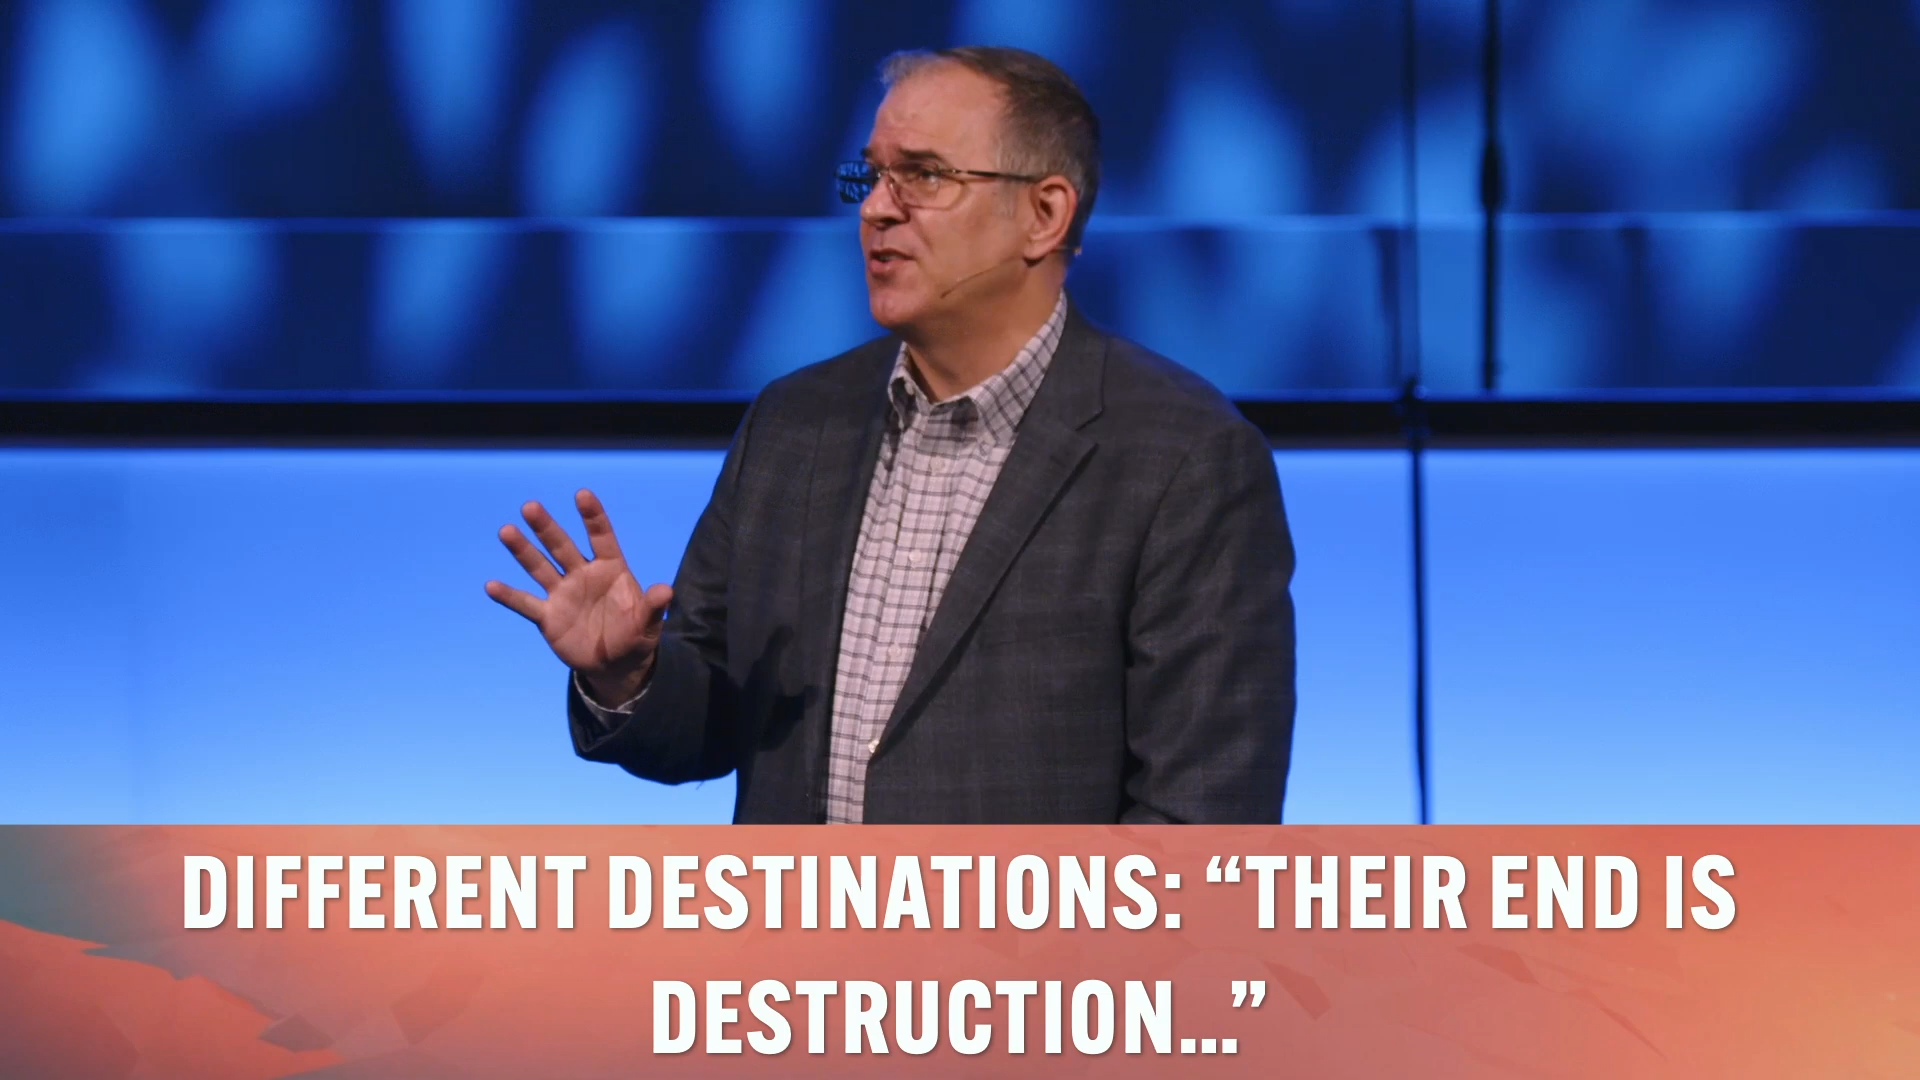 DIFFERENT DESTINATIONS: “THEIR END IS
DESTRUCTION...”